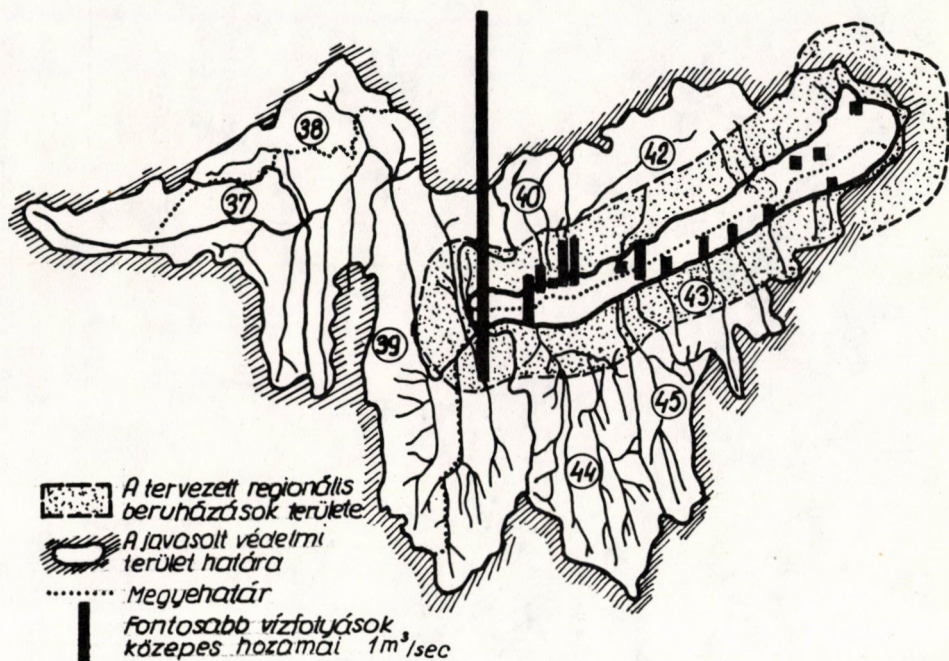 38
42
40
37
43
39
45
44
A tervezett regionális
beruházások területe
A javasolt védelmi
terület határa
Megyehatár
Fontosabb vízfolyások
közepes hozamai 1m³/sec